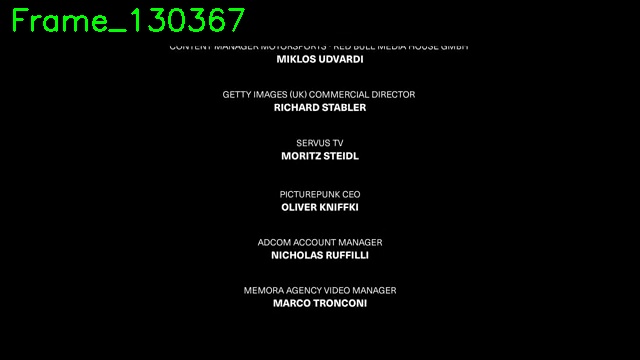 Frame_130367
CONTENT MANAGER MOTORSPORTS - RED BULL MEDIA HOUSE GMBH
MIKLOS UDVARDI
GETTY IMAGES (UK) COMMERCIAL DIRECTOR
RICHARD STABLER
SERVUS TV
MORITZ STEIDL
PICTUREPUNK CEO
OLIVER KNIFFKI
ADCOM ACCOUNT MANAGER
NICHOLAS RUFFILLI
MEMORA AGENCY VIDEO MANAGER
MARCO TRONCONI